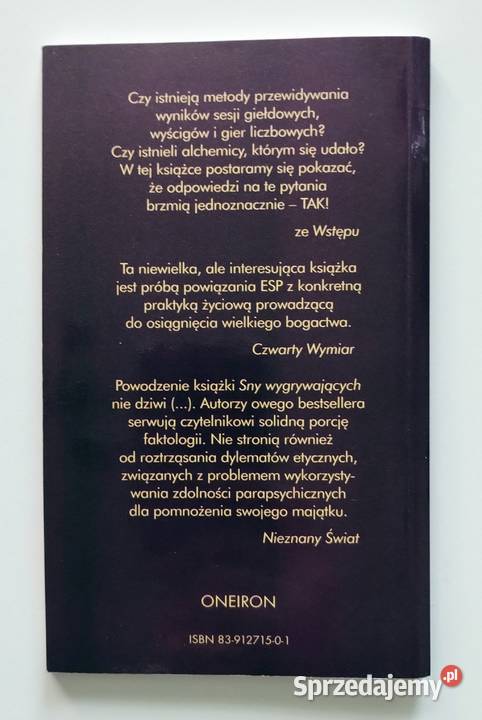 Czy istnieją metody przewidywania
wyników sesji giełdowych,
wyścigów i gier liczbowych?
Czy istnieli alchemicy, którym się udało?
W tej książce postaramy się pokazać,
że odpowiedzi na te pytania
brzmią jednoznacznie – TAK!
ze Wstępu
Ta niewielka, ale interesująca książka
jest próbą powiązania ESP z konkretną
praktyką życiową prowadzącą
do osiągnięcia wielkiego bogactwa.
Czwarty Wymiar
Powodzenie książki Sny wygrywających
nie dziwi (...). Autorzy owego bestsellera
serwują czytelnikowi solidną porcję
faktologii. Nie stronią również
od roztrząsania dylematów etycznych,
związanych z problemem wykorzysty-
wania zdolności parapsychicznych
dla pomnożenia swojego majątku.
Nieznany Świat
ONEIRON
ISBN 83-912715-0-1
Sprzedajemy.pl